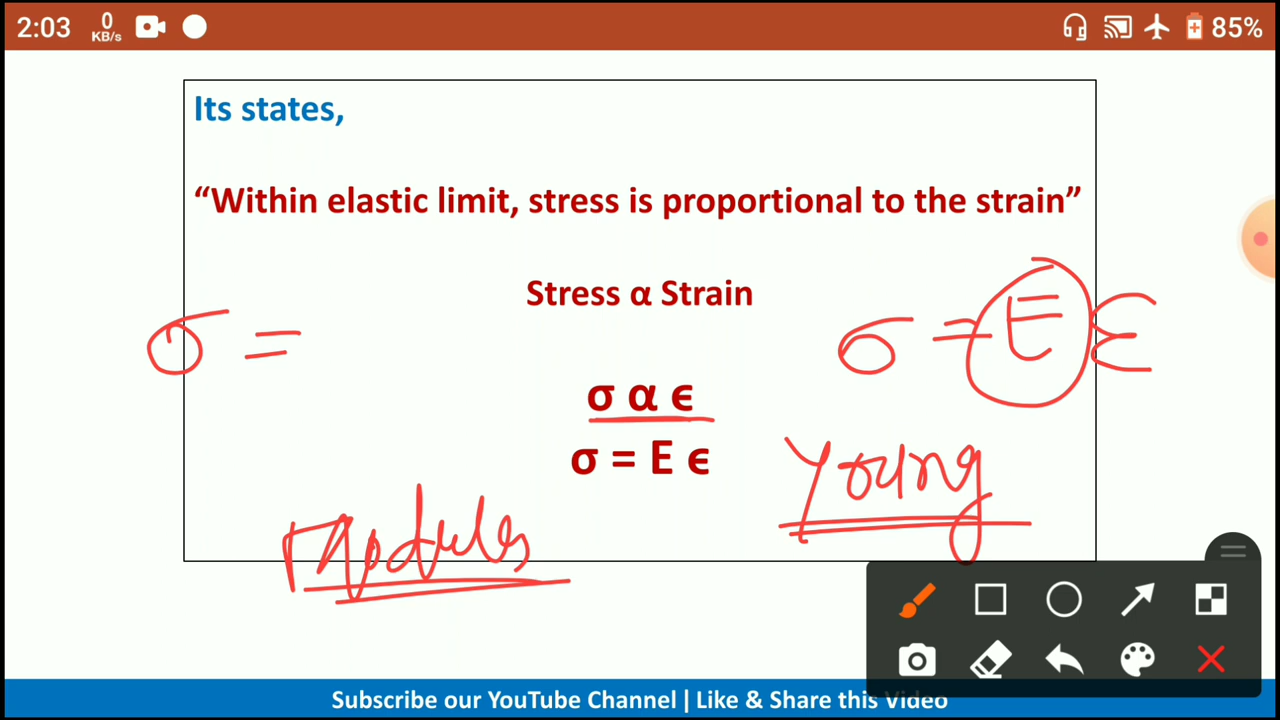 2:03 0 KB/s 85%
Its states,
“Within elastic limit, stress is proportional to the strain”
Stress α Strain
σ =
σ = E ε
σ α ϵ
σ = E ϵ
Young
Modules
Subscribe our YouTube Channel | Like & Share this Video